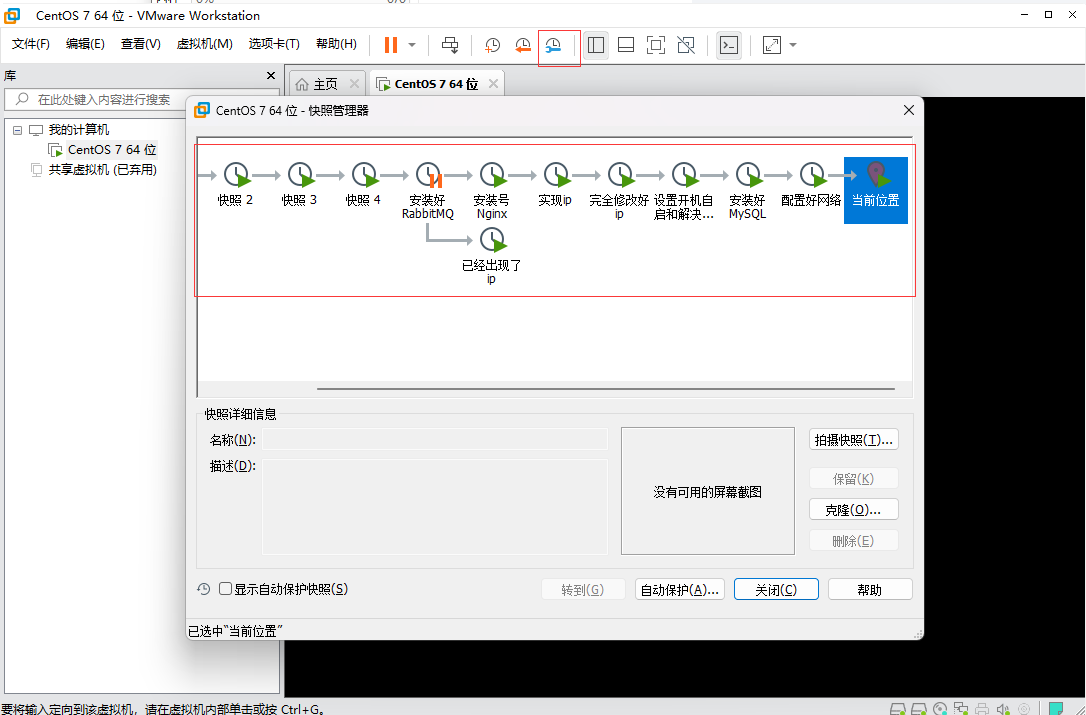 CentOS 7 64 位 - VMware Workstation
文件(F) 编辑(E) 查看(V) 虚拟机(M) 选项卡(T) 帮助(H)
库
在此处键入内容进行搜索
我的计算机
CentOS 7 64 位
共享虚拟机 (已弃用)
主页
CentOS 7 64 位
CentOS 7 64 位 - 快照管理器
快照 2
快照 3
快照 4
安装好
RabbitMQ
安装号
Nginx
实现ip
完全修改好
ip
设置开机自
启和解决...
安装好
MySQL
配置好网络
当前位置
已经出现了
ip
快照详细信息
名称(N):
描述(D):
没有可用的屏幕截图
拍摄快照(T)...
保留(K)
克隆(O)...
删除(E)
显示自动保护快照(S)
转到(G)
自动保护(A)...
关闭(C)
帮助
已选中"当前位置"
要将输入定向到该虚拟机，请在虚拟机内部单击或按 Ctrl+G。